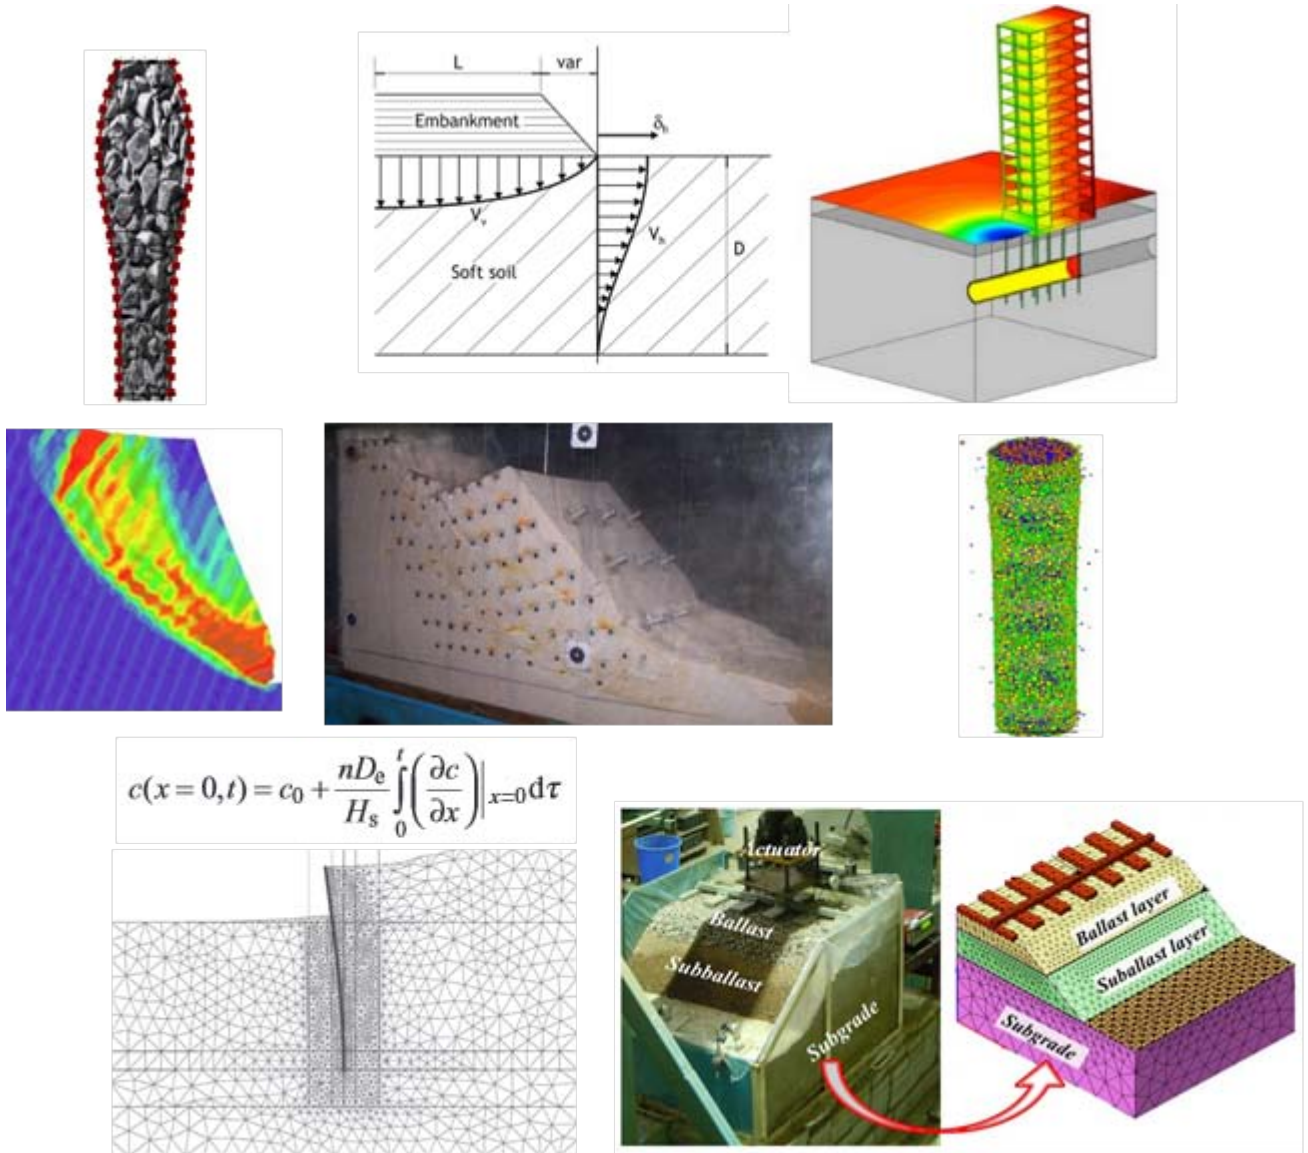 L
var
Embankment
δh
Vv
Vh
D
Soft soil
c(x = 0, t) = c0 + nDe/Hs ∫0t (∂c/∂x)|x=0 dτ
Actuator
Ballast
Subballast
Subgrade
Ballast layer
Suballast layer
Subgrade